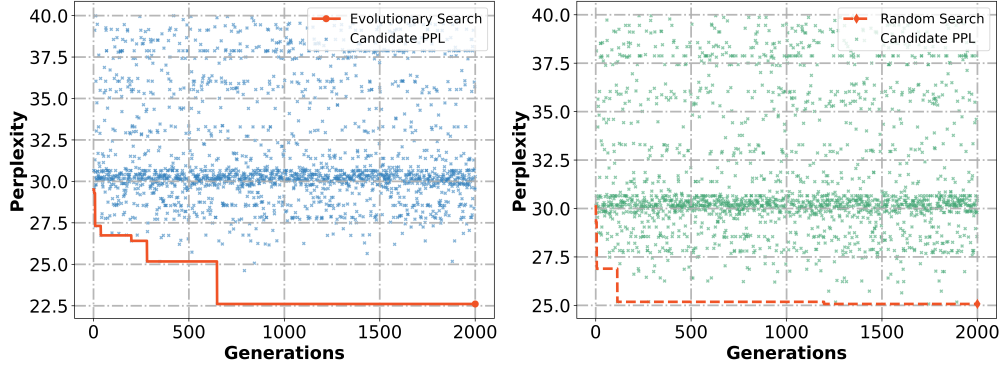 Evolutionary Search
Candidate PPL
40.0
37.5
35.0
32.5
30.0
27.5
25.0
22.5
Perplexity
0 500 1000 1500 2000
Generations
Random Search
Candidate PPL
40.0
37.5
35.0
32.5
30.0
27.5
25.0
Perplexity
0 500 1000 1500 2000
Generations